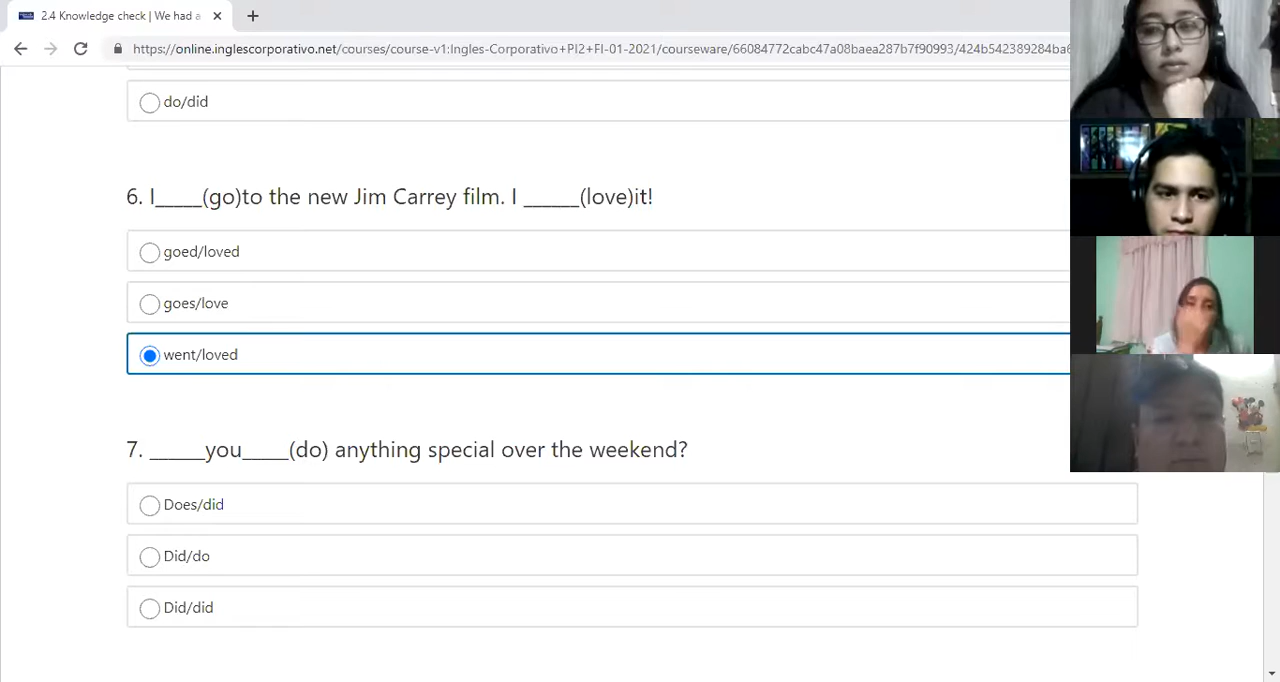 2.4 Knowledge check | We had a
https://online.inglescorporativo.net/courses/course-v1:Ingles-Corporativo+PI2+FI-01-2021/courseware/66084772cabc47a08baea287b7f90993/424b542389284ba6
do/did
6. I_____(go)to the new Jim Carrey film. I ______(love)it!
goed/loved
goes/love
went/loved
7. ______you_____(do) anything special over the weekend?
Does/did
Did/do
Did/did